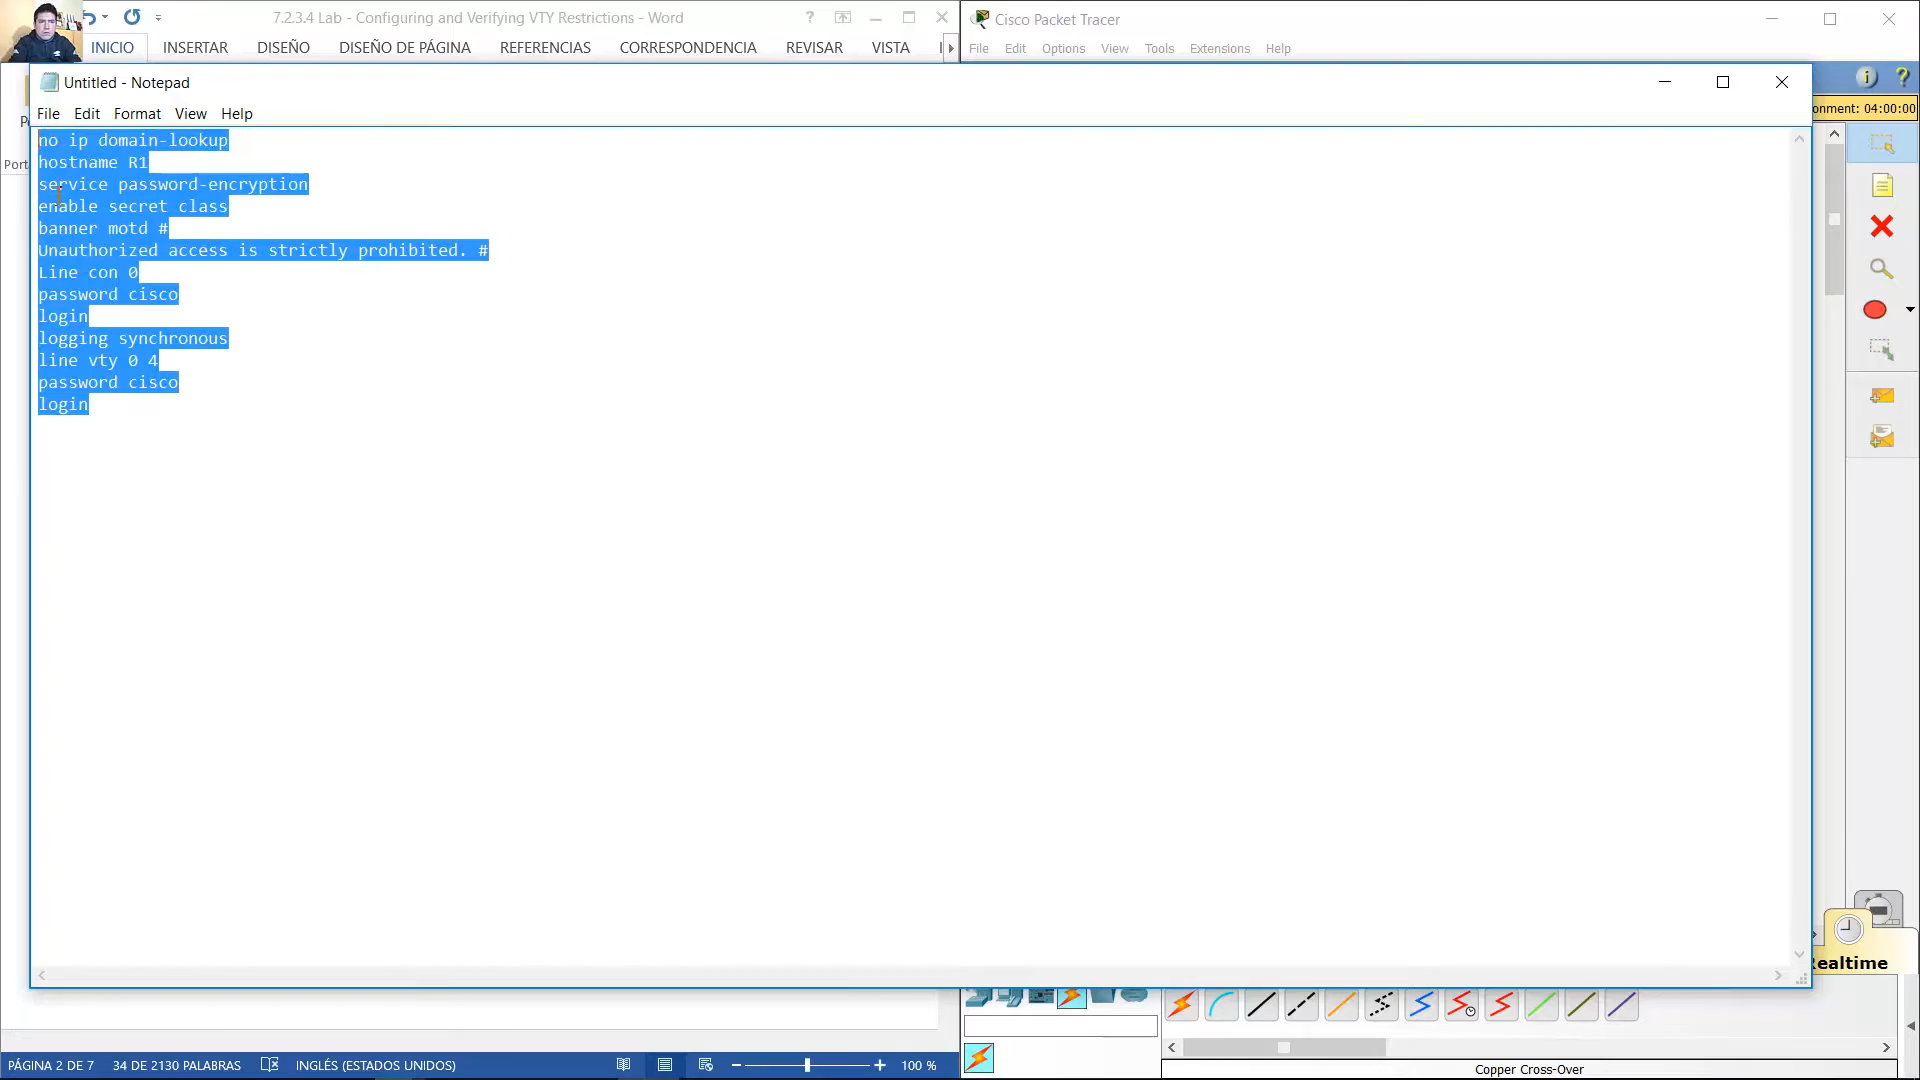 7.2.3.4 Lab - Configuring and Verifying VTY Restrictions - Word
INICIO INSERTAR DISEÑO DISEÑO DE PÁGINA REFERENCIAS CORRESPONDENCIA REVISAR VISTA
Cisco Packet Tracer
File Edit Options View Tools Extensions Help
Untitled - Notepad
File Edit Format View Help
no ip domain-lookup
hostname R1
service password-encryption
enable secret class
banner motd #
Unauthorized access is strictly prohibited. #
Line con 0
password cisco
login
logging synchronous
line vty 0 4
password cisco
login
Port
onment: 04:00:00
Realtime
PÁGINA 2 DE 7 34 DE 2130 PALABRAS INGLÉS (ESTADOS UNIDOS) 100 %
Copper Cross-Over